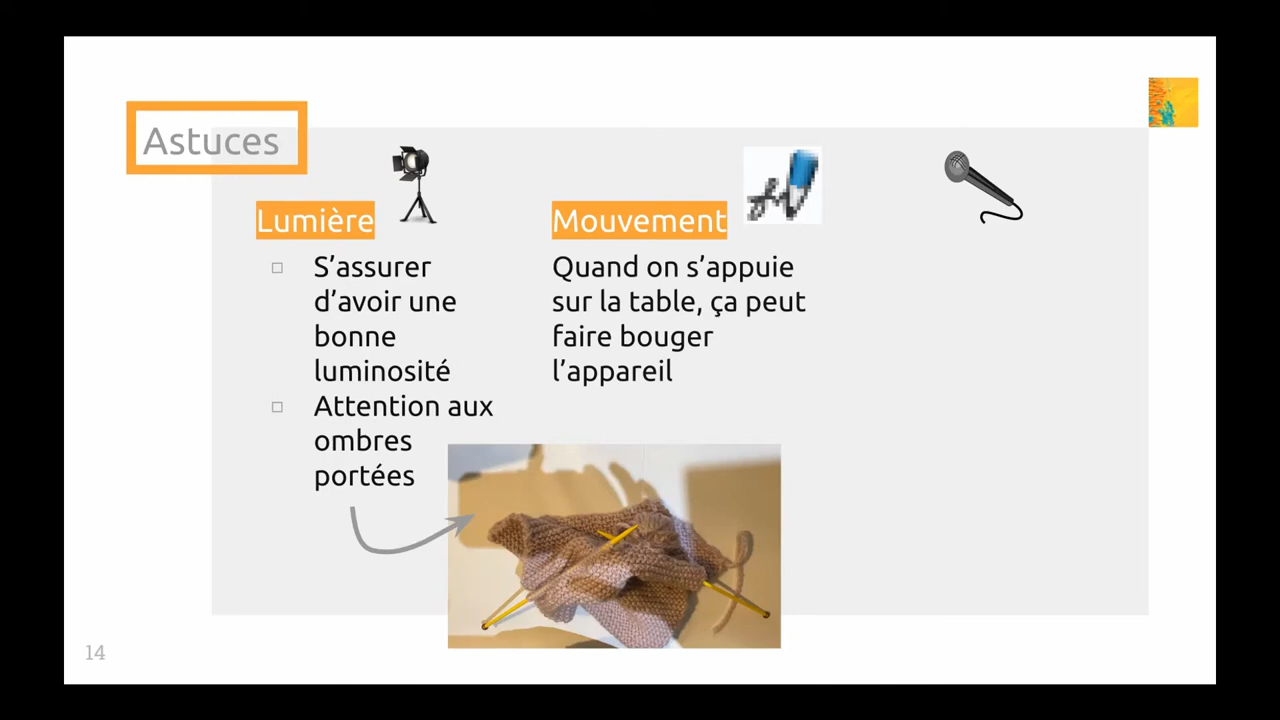 Astuces
Lumière
S’assurer
d’avoir une
bonne
luminosité
Attention aux
ombres
portées
Mouvement
Quand on s’appuie
sur la table, ça peut
faire bouger
l’appareil
14